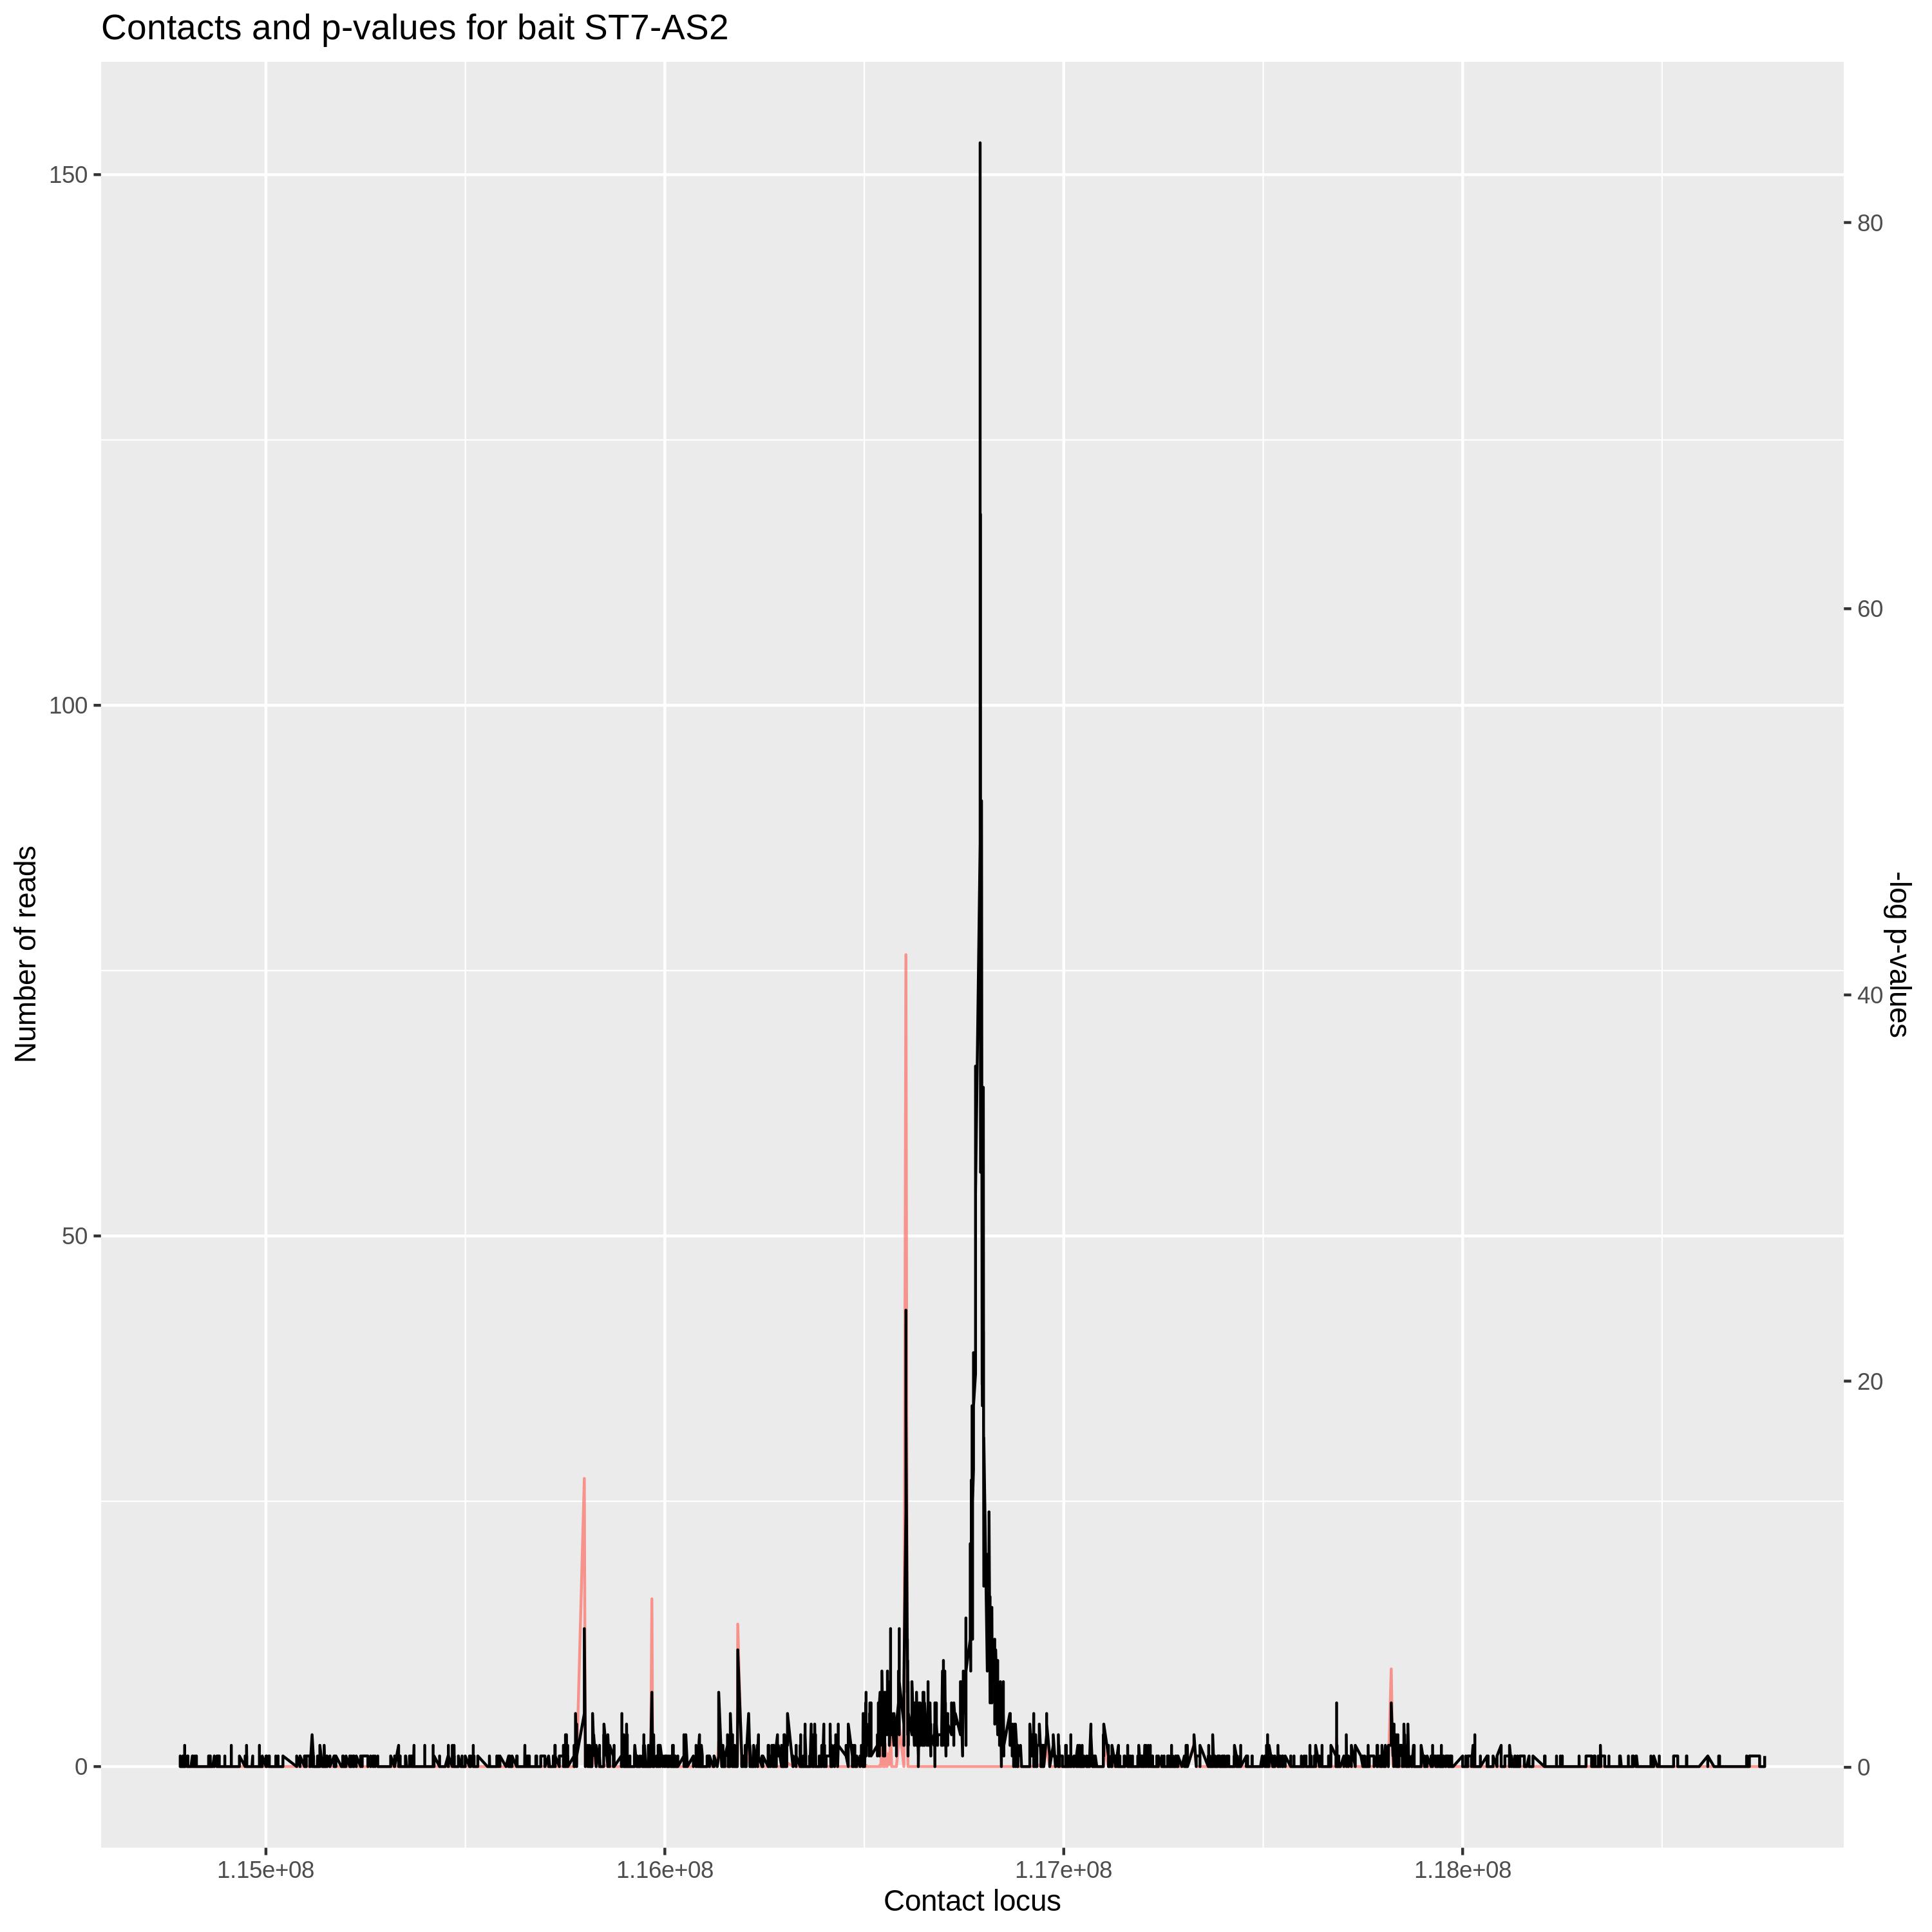 Contacts and p-values for bait ST7-AS2
150
100
50
0
Number of reads
80
60
40
20
0
-log p-values
1.15e+08
1.16e+08
1.17e+08
1.18e+08
Contact locus